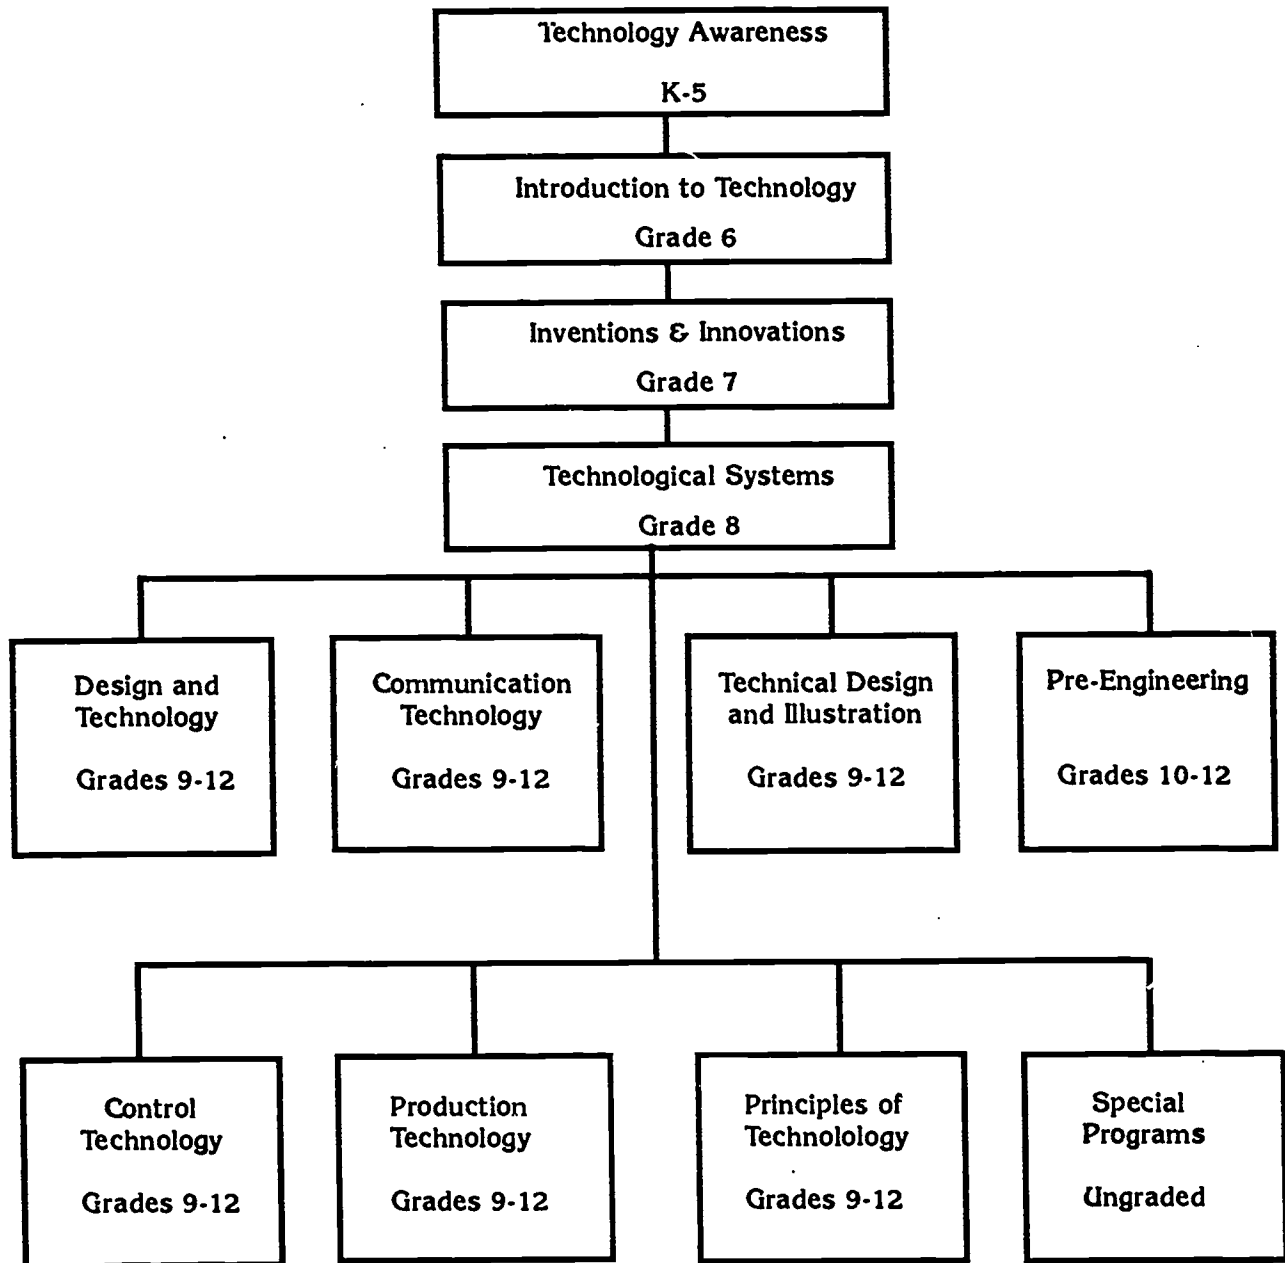 Technology Awareness
K-5
Introduction to Technology
Grade 6
Inventions & Innovations
Grade 7
Technological Systems
Grade 8
Design and
Technology
Grades 9-12
Communication
Technology
Grades 9-12
Technical Design
and Illustration
Grades 9-12
Pre-Engineering
Grades 10-12
Control
Technology
Grades 9-12
Production
Technology
Grades 9-12
Principles of
Technolology
Grades 9-12
Special
Programs
Ungraded